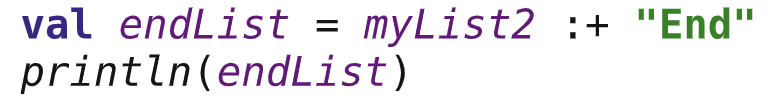 val endList = myList2 :+ "End"
println(endList)